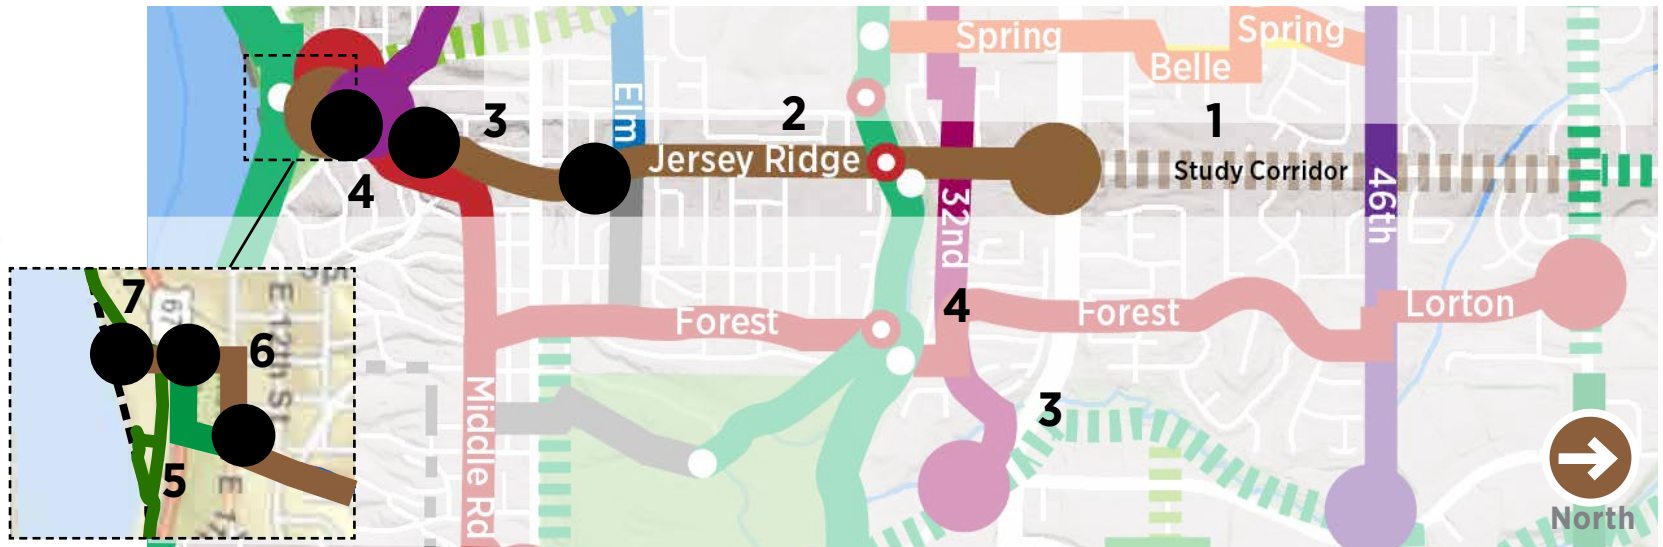 Spring
Spring
Belle
Elm
3
2
1
Jersey Ridge
Study Corridor
4
32nd
46th
7
67
E 12th St
6
5
E
4
Forest
Forest
Lorton
Middle Rd
3
North